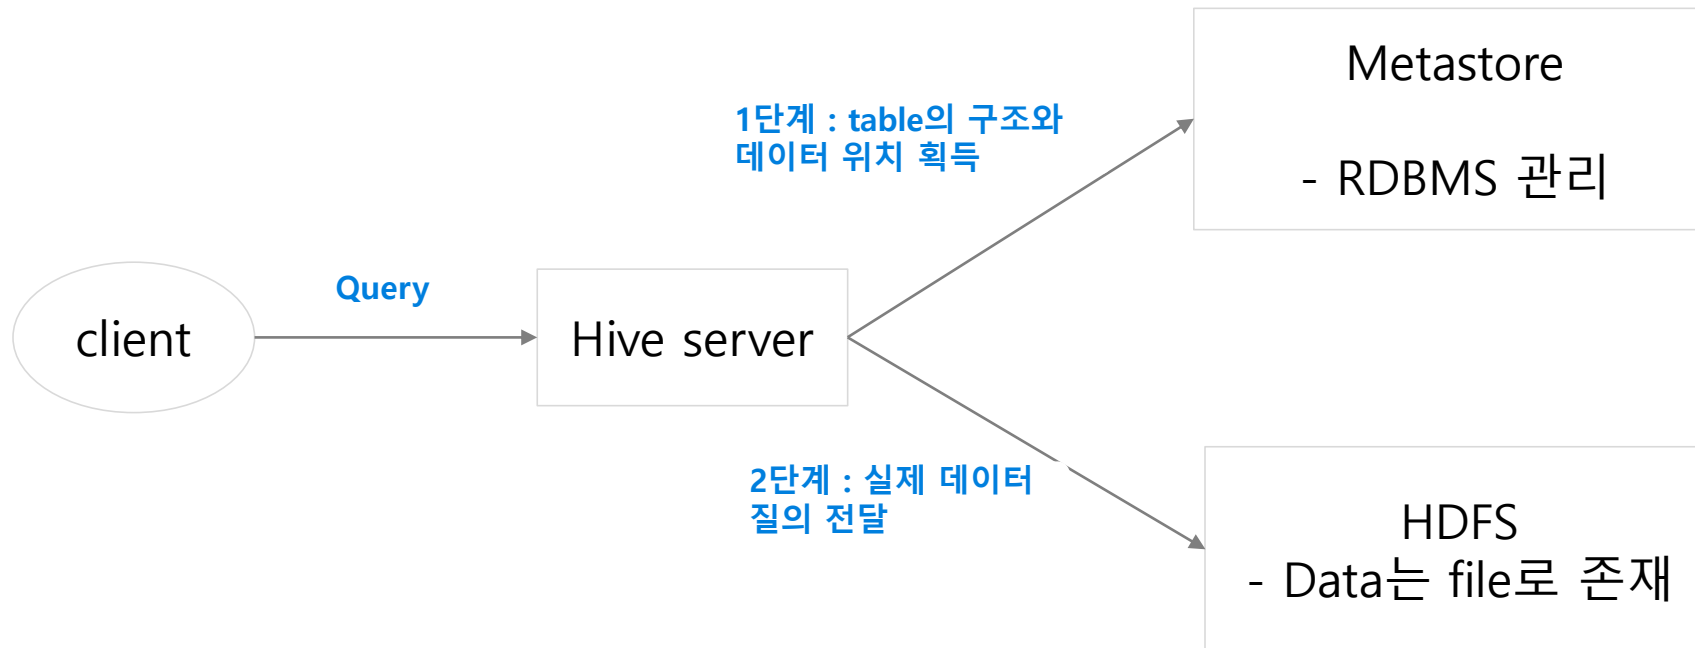 client
Query
Hive server
1단계 : table의 구조와
데이터 위치 획득
Metastore
- RDBMS 관리
2단계 : 실제 데이터
질의 전달
HDFS
- Data는 file로 존재